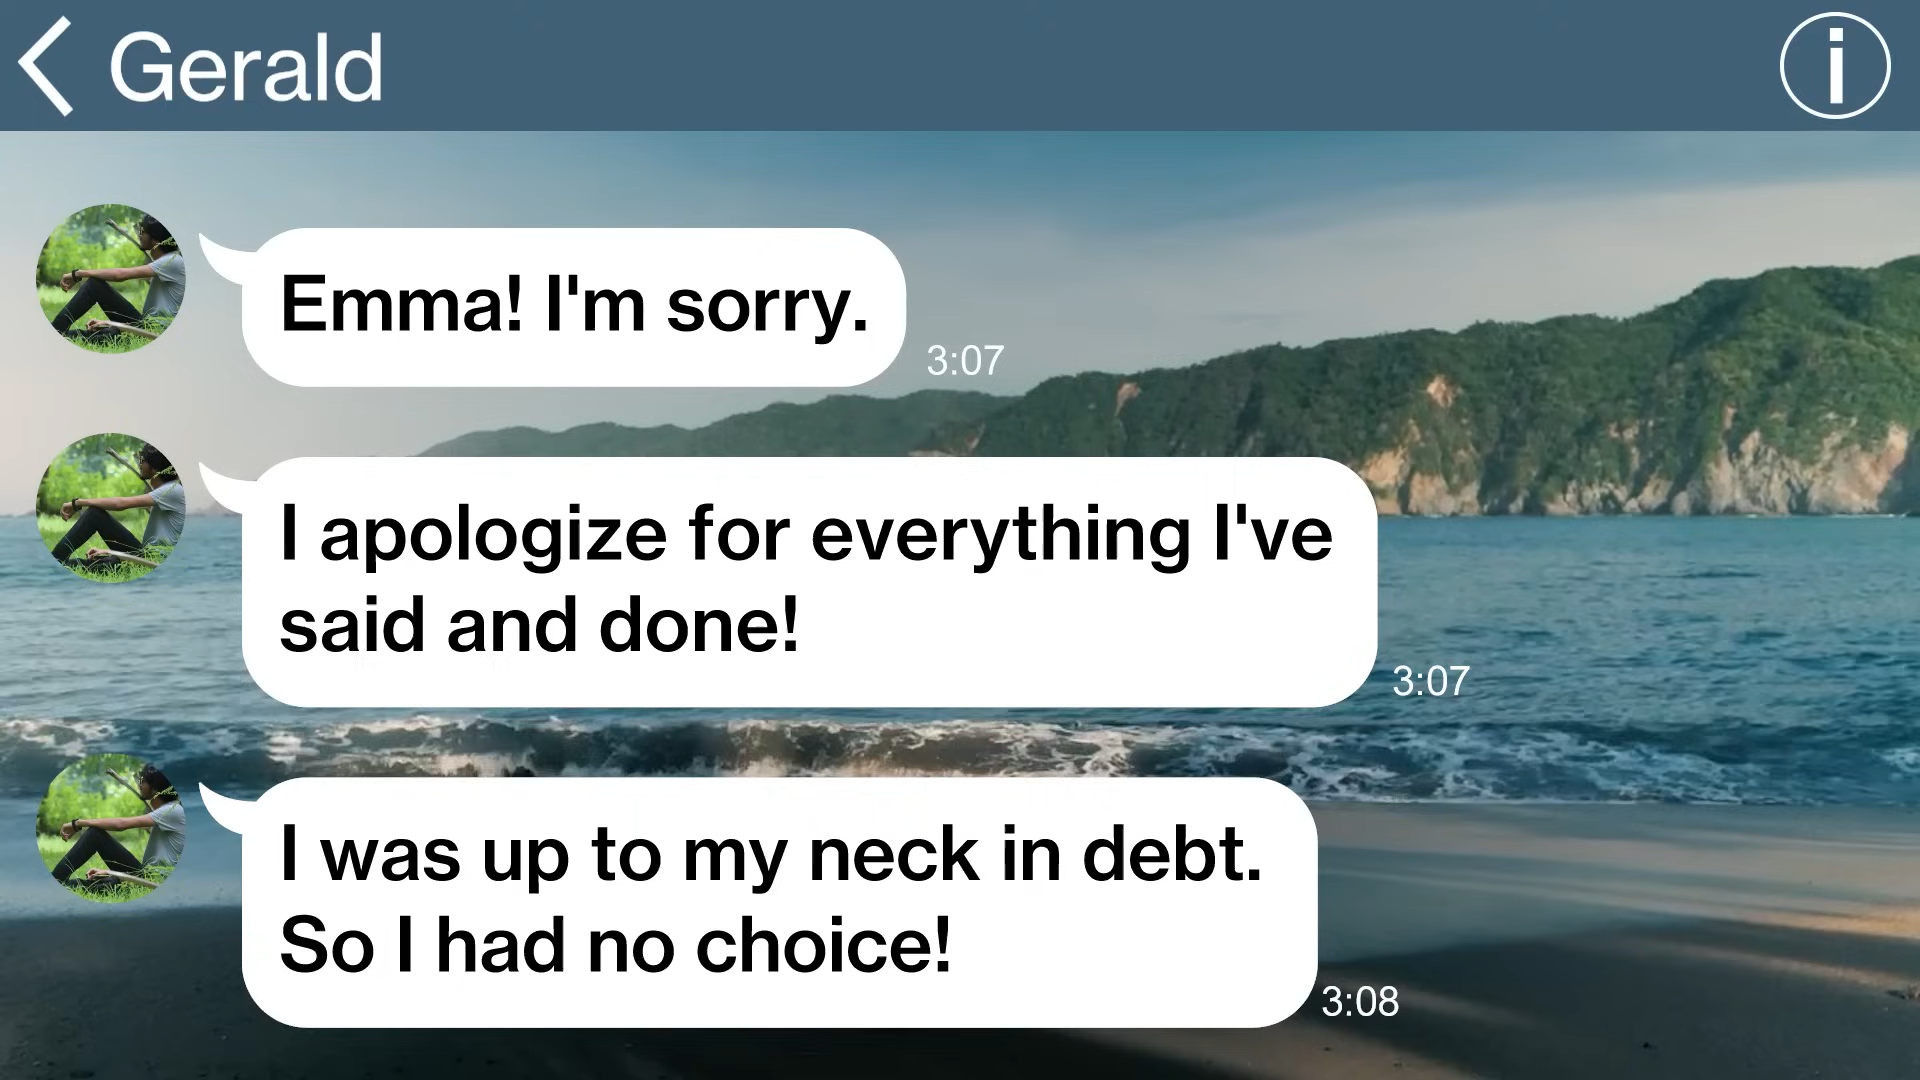 Gerald
Emma! I'm sorry.
3:07
I apologize for everything I've
said and done!
3:07
I was up to my neck in debt.
So I had no choice!
3:08